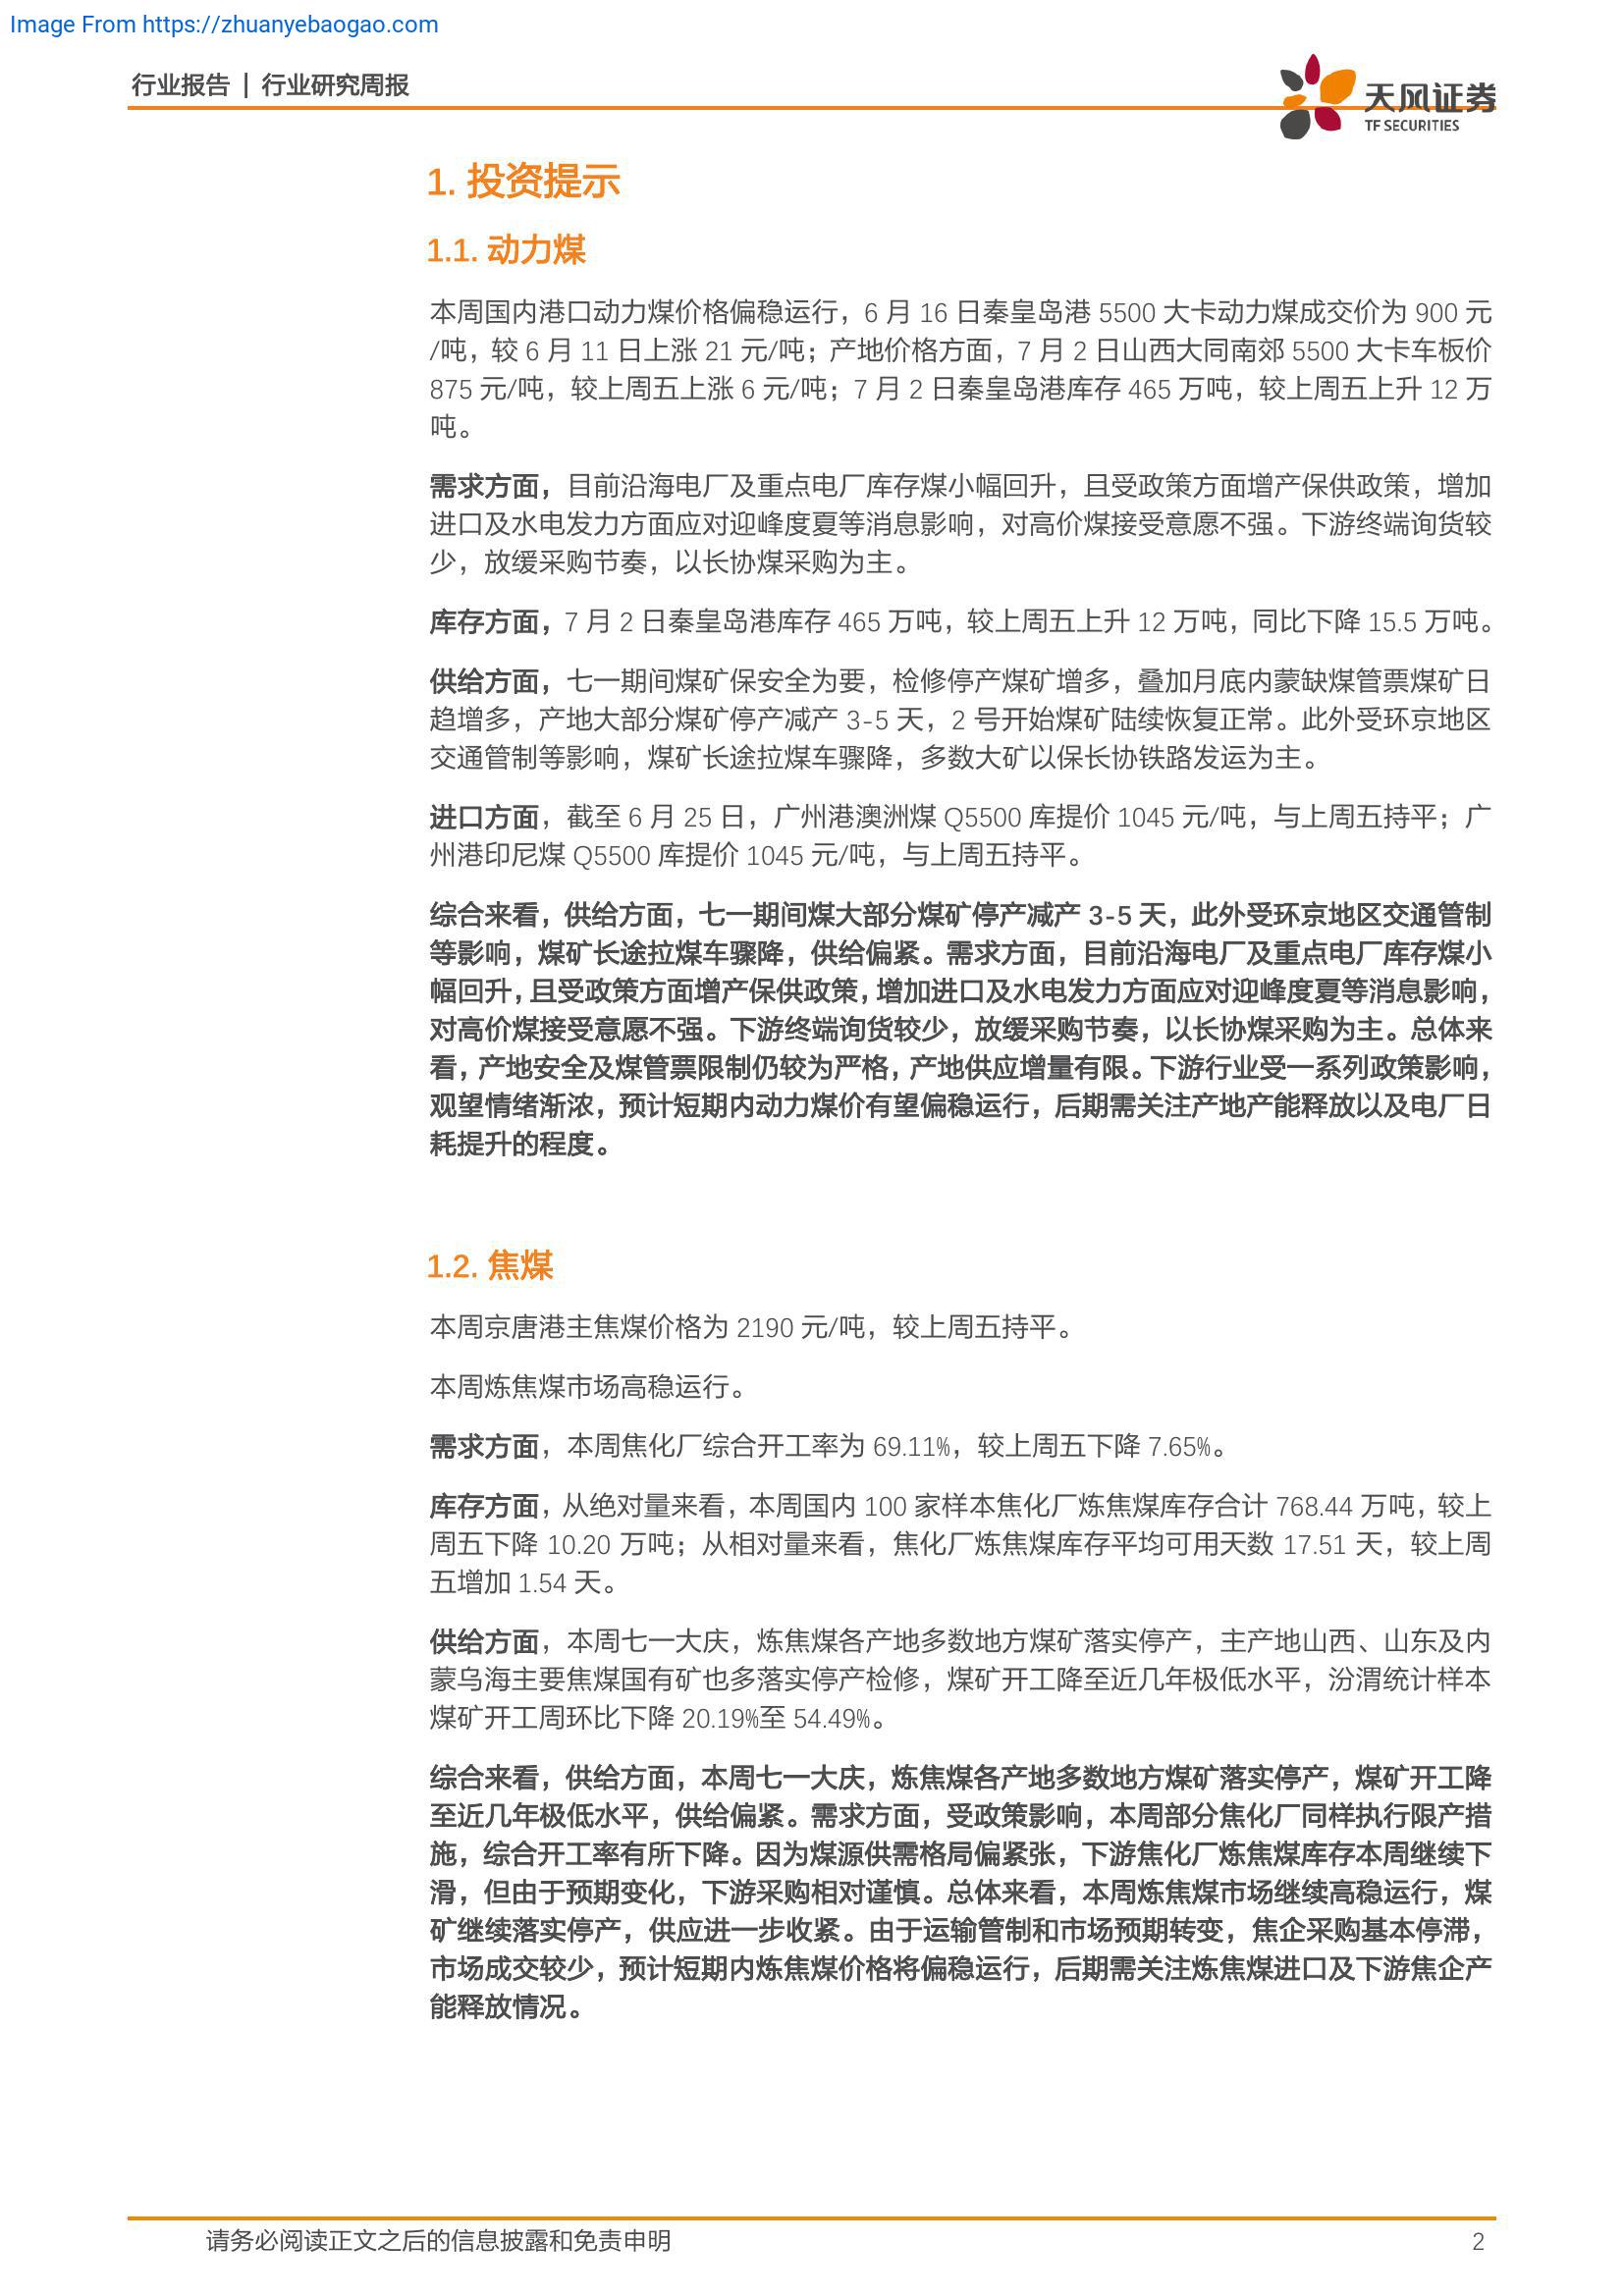 Image From https://zhuanyebaogao.com
行业报告 | 行业研究周报
天风证券
TF SECURITIES
1. 投资提示
1.1. 动力煤
本周国内港口动力煤价格偏稳运行，6 月 16 日秦皇岛港 5500 大卡动力煤成交价为 900 元
/吨，较 6 月 11 日上涨 21 元/吨；产地价格方面，7 月 2 日山西大同南郊 5500 大卡车板价
875 元/吨，较上周五上涨 6 元/吨；7 月 2 日秦皇岛港库存 465 万吨，较上周五上升 12 万
吨。
需求方面，目前沿海电厂及重点电厂库存煤小幅回升，且受政策方面增产保供政策，增加
进口及水电发力方面应对迎峰度夏等消息影响，对高价煤接受意愿不强。下游终端询货较
少，放缓采购节奏，以长协煤采购为主。
库存方面，7 月 2 日秦皇岛港库存 465 万吨，较上周五上升 12 万吨，同比下降 15.5 万吨。
供给方面，七一期间煤矿保安全为要，检修停产煤矿增多，叠加月底内蒙缺煤管票煤矿日
趋增多，产地大部分煤矿停产减产 3-5 天，2 号开始煤矿陆续恢复正常。此外受环京地区
交通管制等影响，煤矿长途拉煤车骤降，多数大矿以保长协铁路发运为主。
进口方面，截至 6 月 25 日，广州港澳洲煤 Q5500 库提价 1045 元/吨，与上周五持平；广
州港印尼煤 Q5500 库提价 1045 元/吨，与上周五持平。
综合来看，供给方面，七一期间煤大部分煤矿停产减产 3-5 天，此外受环京地区交通管制
等影响，煤矿长途拉煤车骤降，供给偏紧。需求方面，目前沿海电厂及重点电厂库存煤小
幅回升，且受政策方面增产保供政策，增加进口及水电发力方面应对迎峰度夏等消息影响，
对高价煤接受意愿不强。下游终端询货较少，放缓采购节奏，以长协煤采购为主。总体来
看，产地安全及煤管票限制仍较为严格，产地供应增量有限。下游行业受一系列政策影响，
观望情绪渐浓，预计短期内动力煤价有望偏稳运行，后期需关注产地产能释放以及电厂日
耗提升的程度。
1.2. 焦煤
本周京唐港主焦煤价格为 2190 元/吨，较上周五持平。
本周炼焦煤市场高稳运行。
需求方面，本周焦化厂综合开工率为 69.11%，较上周五下降 7.65%。
库存方面，从绝对量来看，本周国内 100 家样本焦化厂炼焦煤库存合计 768.44 万吨，较上
周五下降 10.20 万吨；从相对量来看，焦化厂炼焦煤库存平均可用天数 17.51 天，较上周
五增加 1.54 天。
供给方面，本周七一大庆，炼焦煤各产地多数地方煤矿落实停产，主产地山西、山东及内
蒙乌海主要焦煤国有矿也多落实停产检修，煤矿开工降至近几年极低水平，汾渭统计样本
煤矿开工周环比下降 20.19%至 54.49%。
综合来看，供给方面，本周七一大庆，炼焦煤各产地多数地方煤矿落实停产，煤矿开工降
至近几年极低水平，供给偏紧。需求方面，受政策影响，本周部分焦化厂同样执行限产措
施，综合开工率有所下降。因为煤源供需格局偏紧张，下游焦化厂炼焦煤库存本周继续下
滑，但由于预期变化，下游采购相对谨慎。总体来看，本周炼焦煤市场继续高稳运行，煤
矿继续落实停产，供应进一步收紧。由于运输管制和市场预期转变，焦企采购基本停滞，
市场成交较少，预计短期内炼焦煤价格将偏稳运行，后期需关注炼焦煤进口及下游焦企产
能释放情况。
请务必阅读正文之后的信息披露和免责申明
2